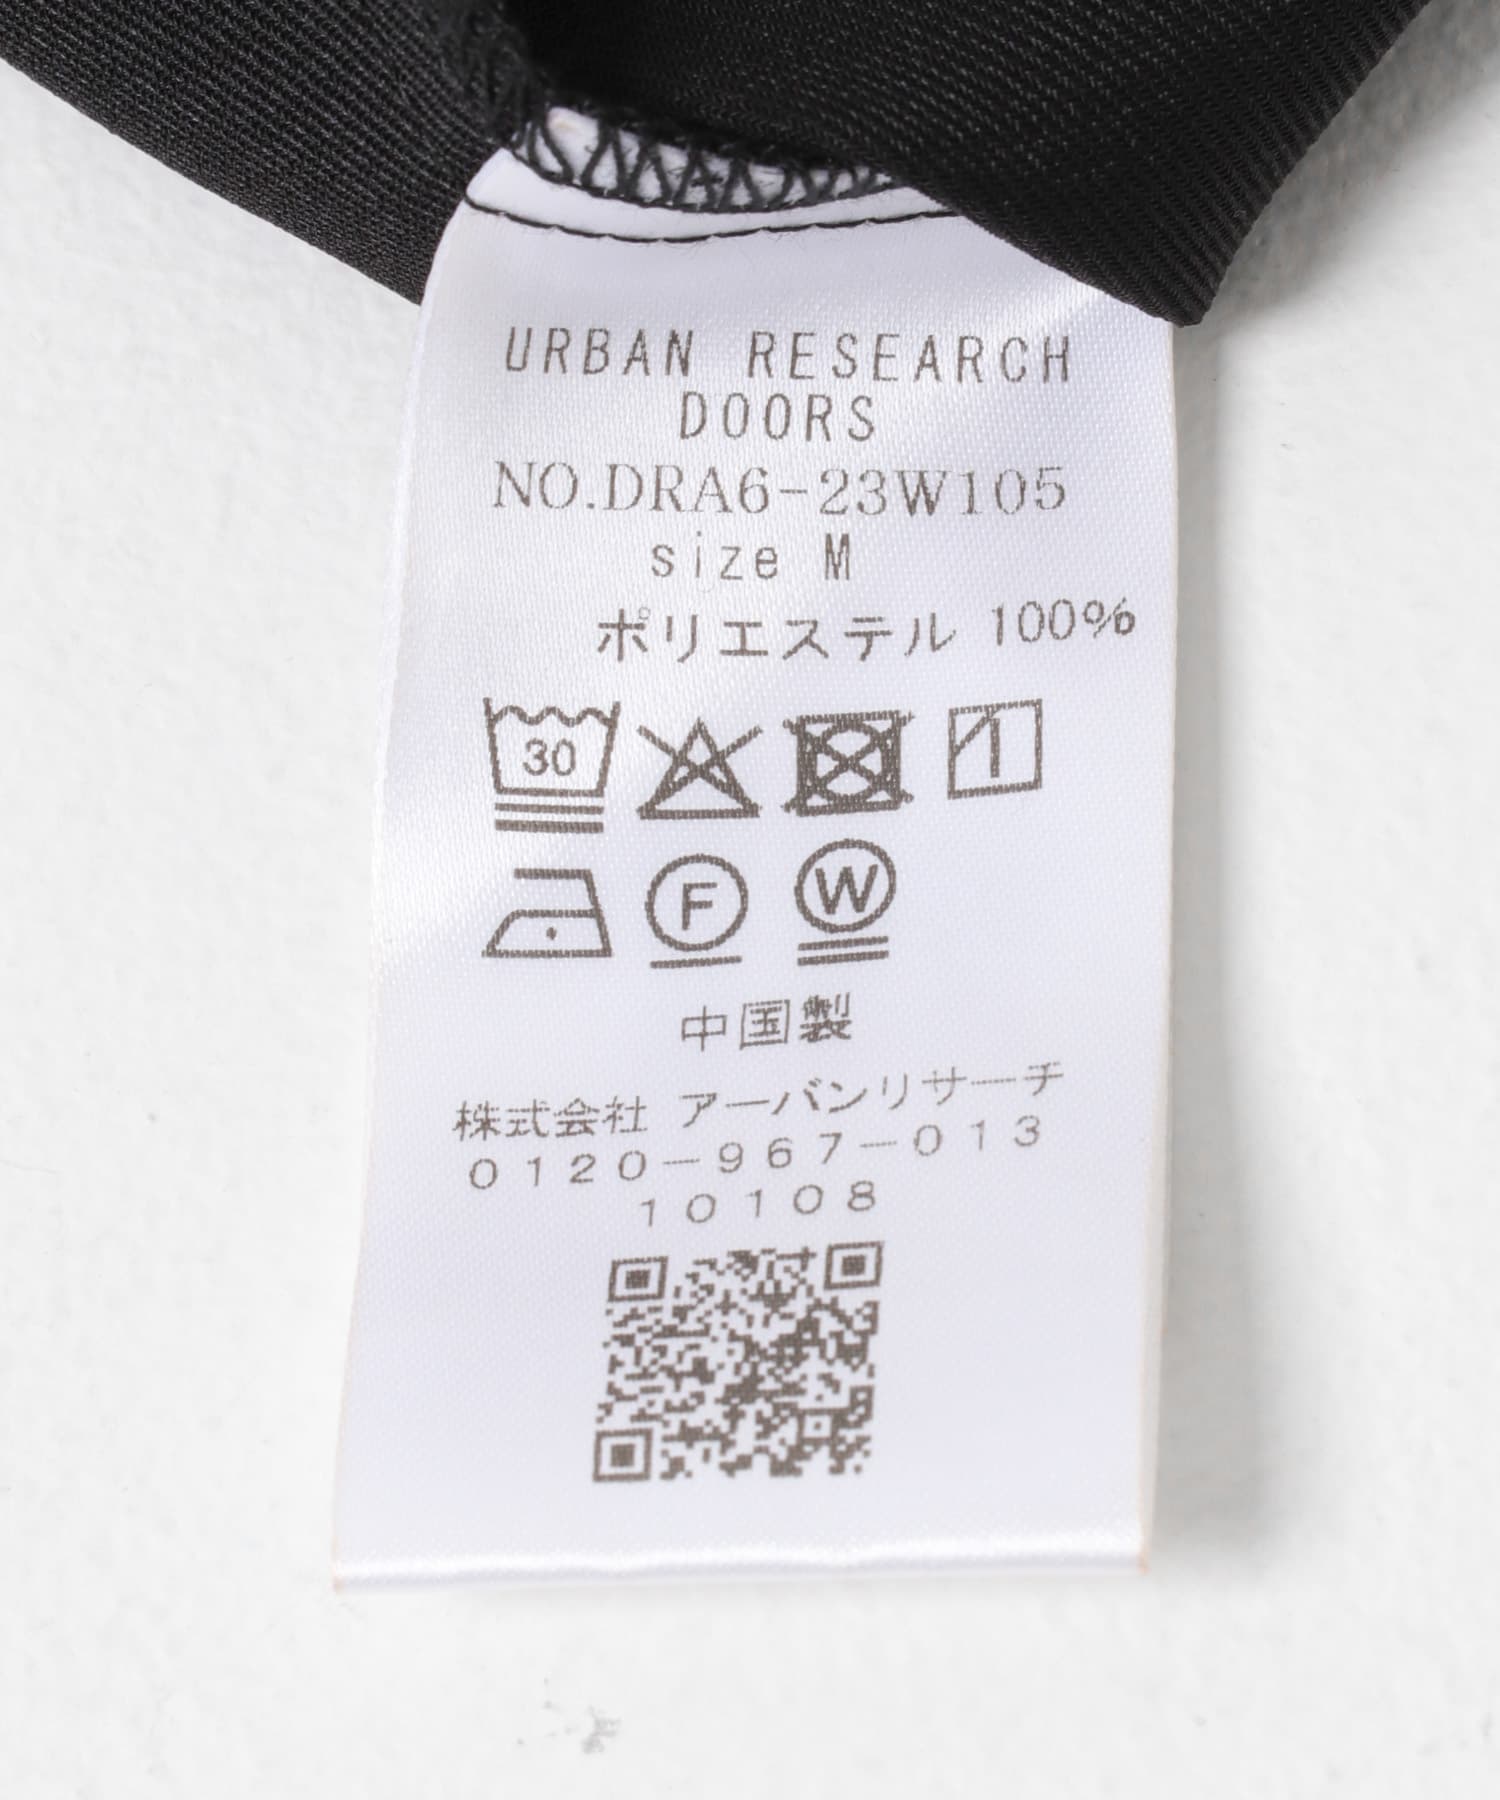 URBAN RESEARCH
DOORS
NO.DRA6-23W105
size M
ポリエステル 100%
30
F W
中国製
株式会社 アーバンリサーチ
0120-967-013
10108